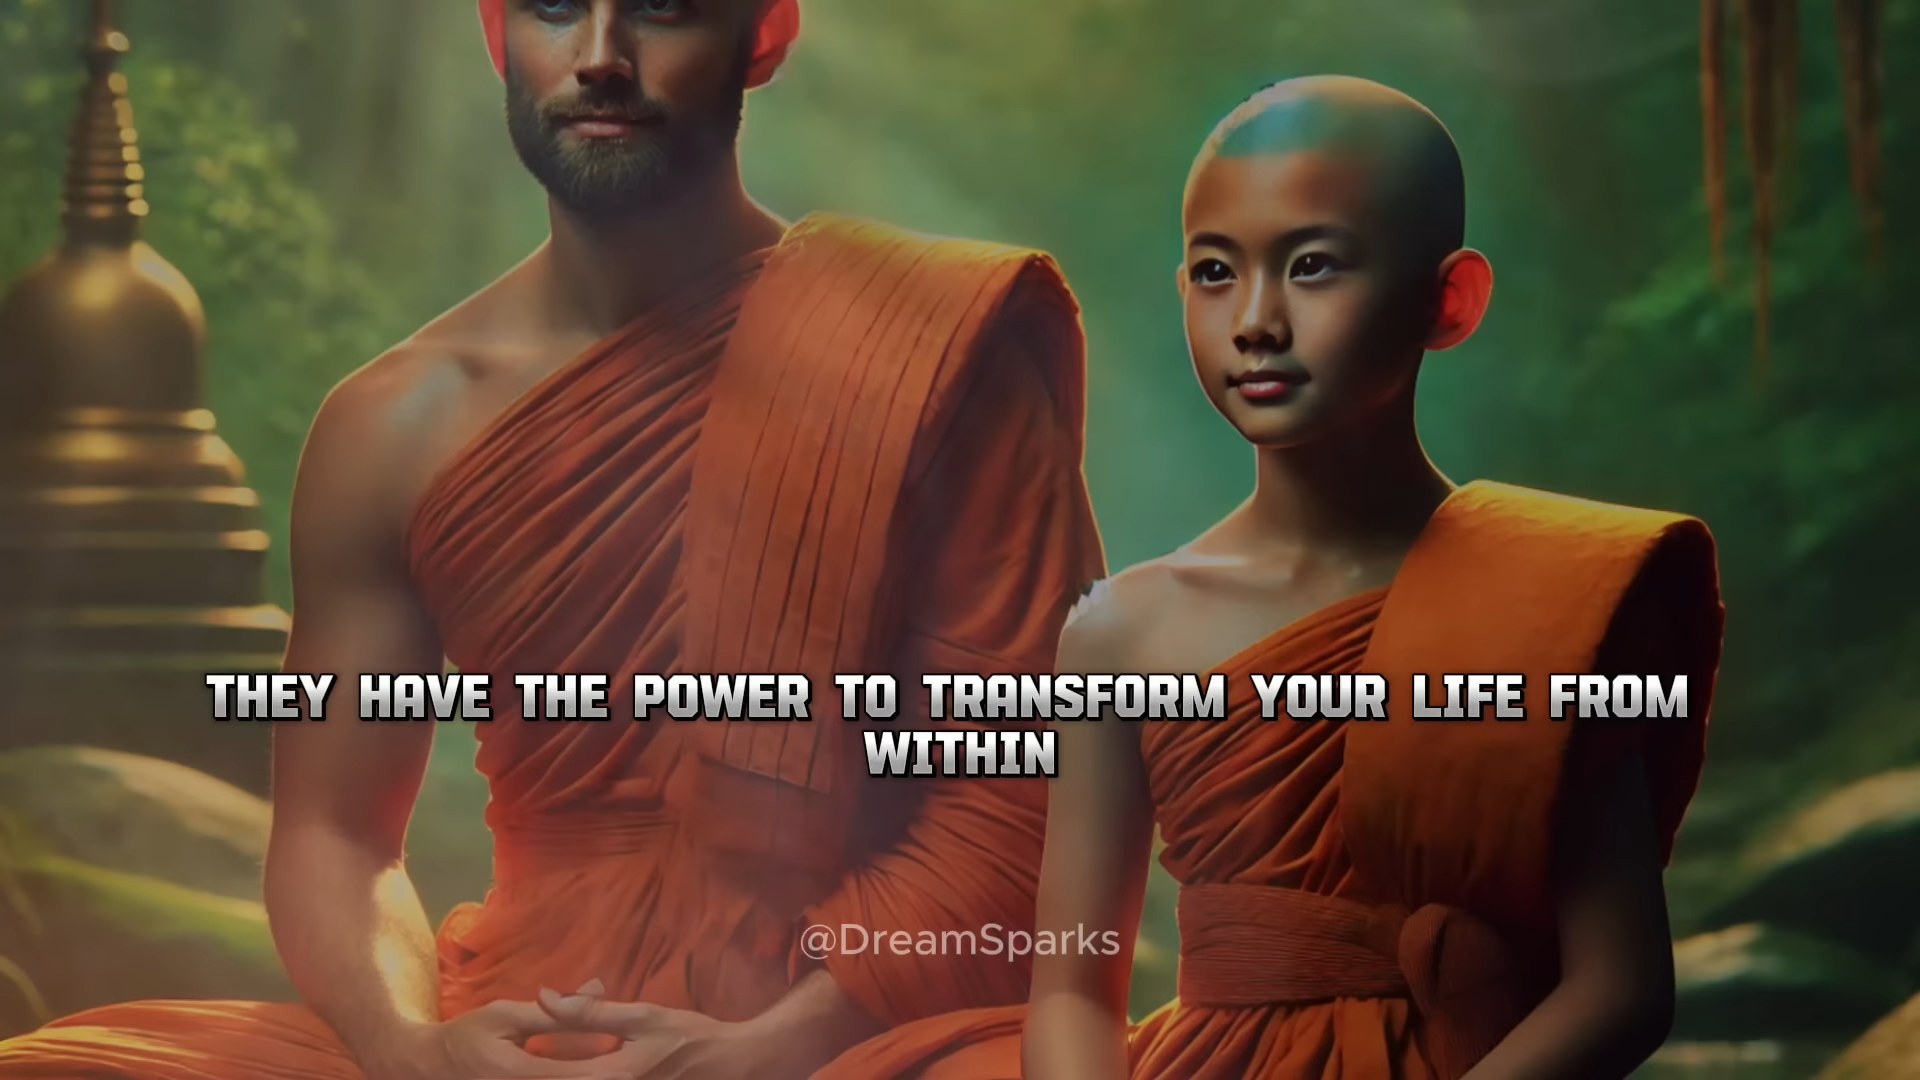 THEY HAVE THE POWER TO TRANSFORM YOUR LIFE FROM
WITHIN
@DreamSparks